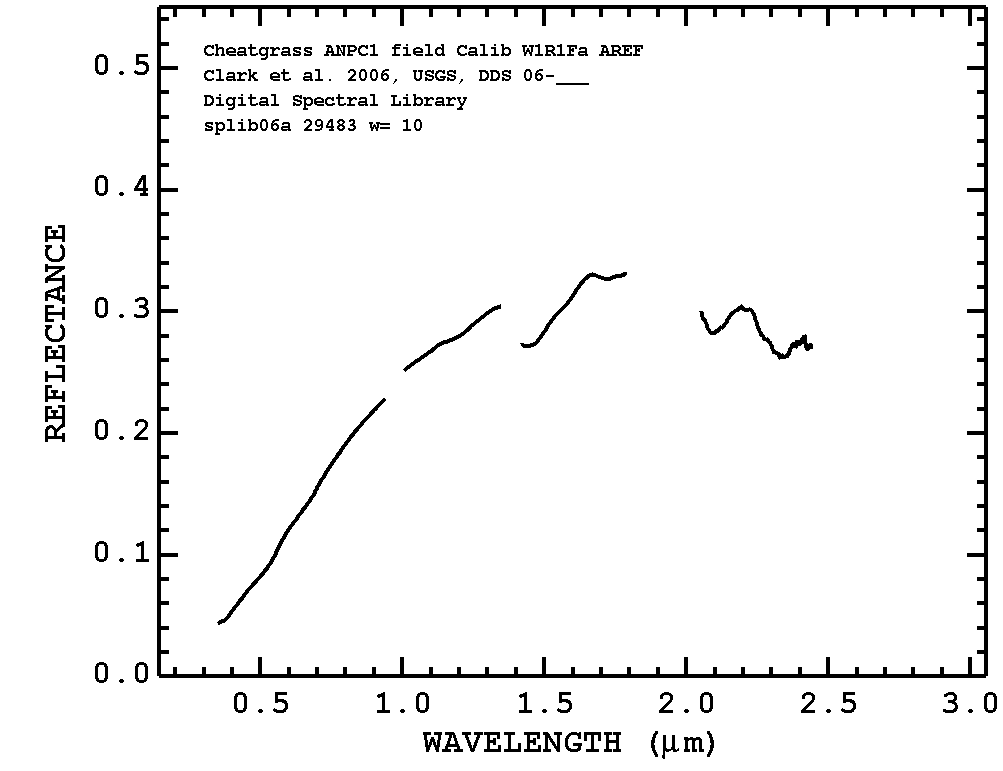 Cheatgrass ANPC1 field Calib W1R1Fa AREF
Clark et al. 2006, USGS, DDS 06-___
Digital Spectral Library
splib06a 29483 w= 10
0.5
0.4
0.3
0.2
0.1
0.0
REFLECTANCE
0.5 1.0 1.5 2.0 2.5 3.0
WAVELENGTH (μm)